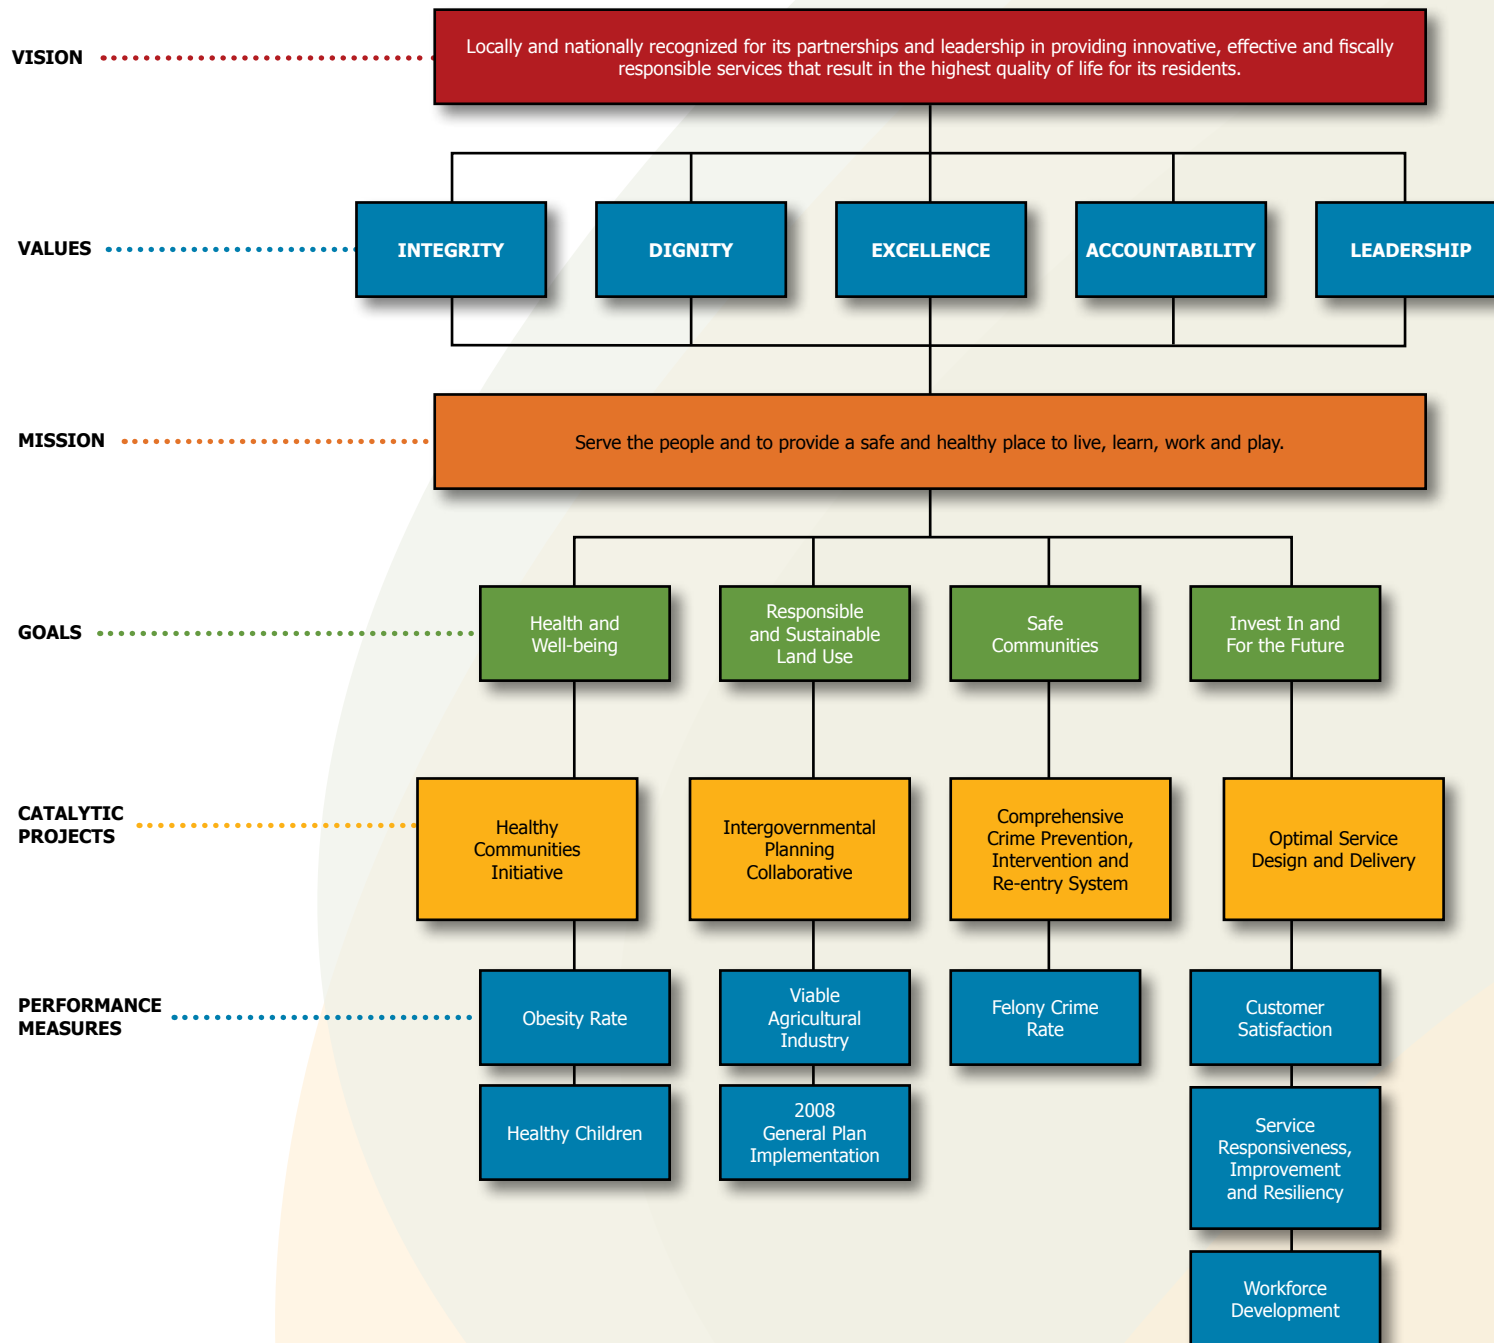 VISION
Locally and nationally recognized for its partnerships and leadership in providing innovative, effective and fiscally
responsible services that result in the highest quality of life for its residents.
VALUES
INTEGRITY
DIGNITY
EXCELLENCE
ACCOUNTABILITY
LEADERSHIP
MISSION
Serve the people and to provide a safe and healthy place to live, learn, work and play.
GOALS
Health and
Well-being
Responsible
and Sustainable
Land Use
Safe
Communities
Invest In and
For the Future
CATALYTIC
PROJECTS
Healthy
Communities
Initiative
Intergovernmental
Planning
Collaborative
Comprehensive
Crime Prevention,
Intervention and
Re-entry System
Optimal Service
Design and Delivery
PERFORMANCE
MEASURES
Obesity Rate
Viable
Agricultural
Industry
Felony Crime
Rate
Customer
Satisfaction
Healthy Children
2008
General Plan
Implementation
Service
Responsiveness,
Improvement
and Resiliency
Workforce
Development